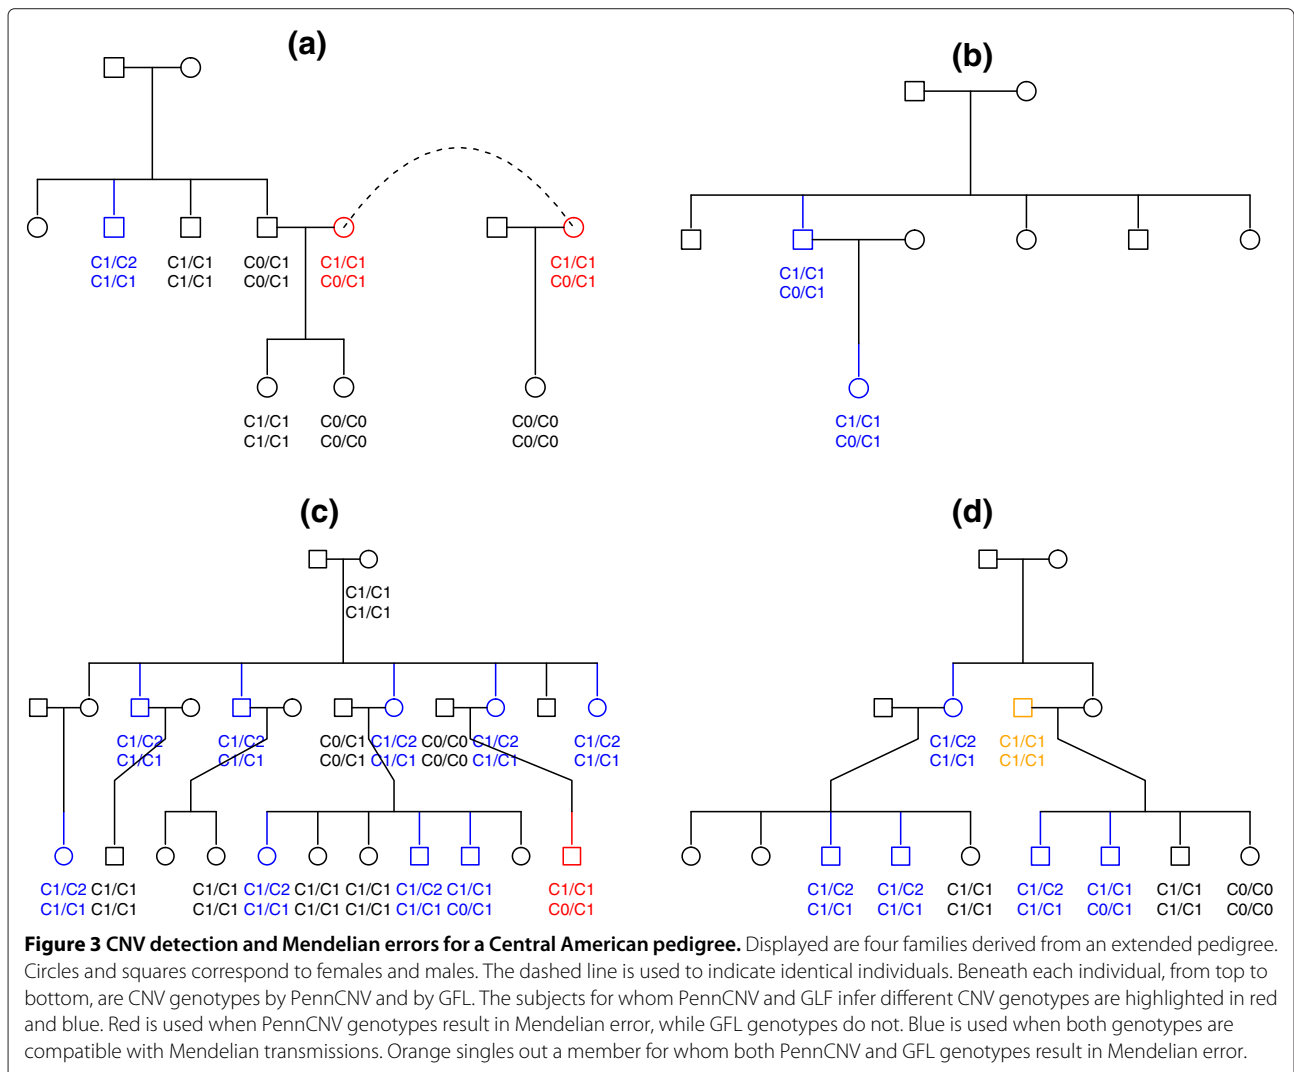 (a)
(b)
C1/C2 C1/C1 C0/C1 C1/C1 C1/C1
C1/C1 C1/C1 C0/C1 C0/C1 C0/C1
C1/C1
C0/C1
C1/C1 C0/C0 C0/C0
C1/C1 C0/C0 C0/C0
C1/C1
C0/C1
(c)
(d)
C1/C1
C1/C1
C1/C2 C1/C2 C0/C1 C1/C2 C0/C0 C1/C2 C1/C2
C1/C1 C1/C1 C0/C1 C1/C1 C0/C0 C1/C1 C1/C1
C1/C2 C1/C1
C1/C1 C1/C1
C1/C2 C1/C1 C1/C1 C1/C2 C1/C1 C1/C1 C1/C2 C1/C1 C1/C1
C1/C1 C1/C1 C1/C1 C1/C1 C1/C1 C1/C1 C1/C1 C0/C1 C0/C1
C1/C2 C1/C2 C1/C1 C1/C2 C1/C1 C1/C1 C0/C0
C1/C1 C1/C1 C1/C1 C1/C1 C0/C1 C1/C1 C0/C0
Figure 3 CNV detection and Mendelian errors for a Central American pedigree. Displayed are four families derived from an extended pedigree.
Circles and squares correspond to females and males. The dashed line is used to indicate identical individuals. Beneath each individual, from top to
bottom, are CNV genotypes by PennCNV and by GFL. The subjects for whom PennCNV and GLF infer different CNV genotypes are highlighted in red
and blue. Red is used when PennCNV genotypes result in Mendelian error, while GFL genotypes do not. Blue is used when both genotypes are
compatible with Mendelian transmissions. Orange singles out a member for whom both PennCNV and GFL genotypes result in Mendelian error.